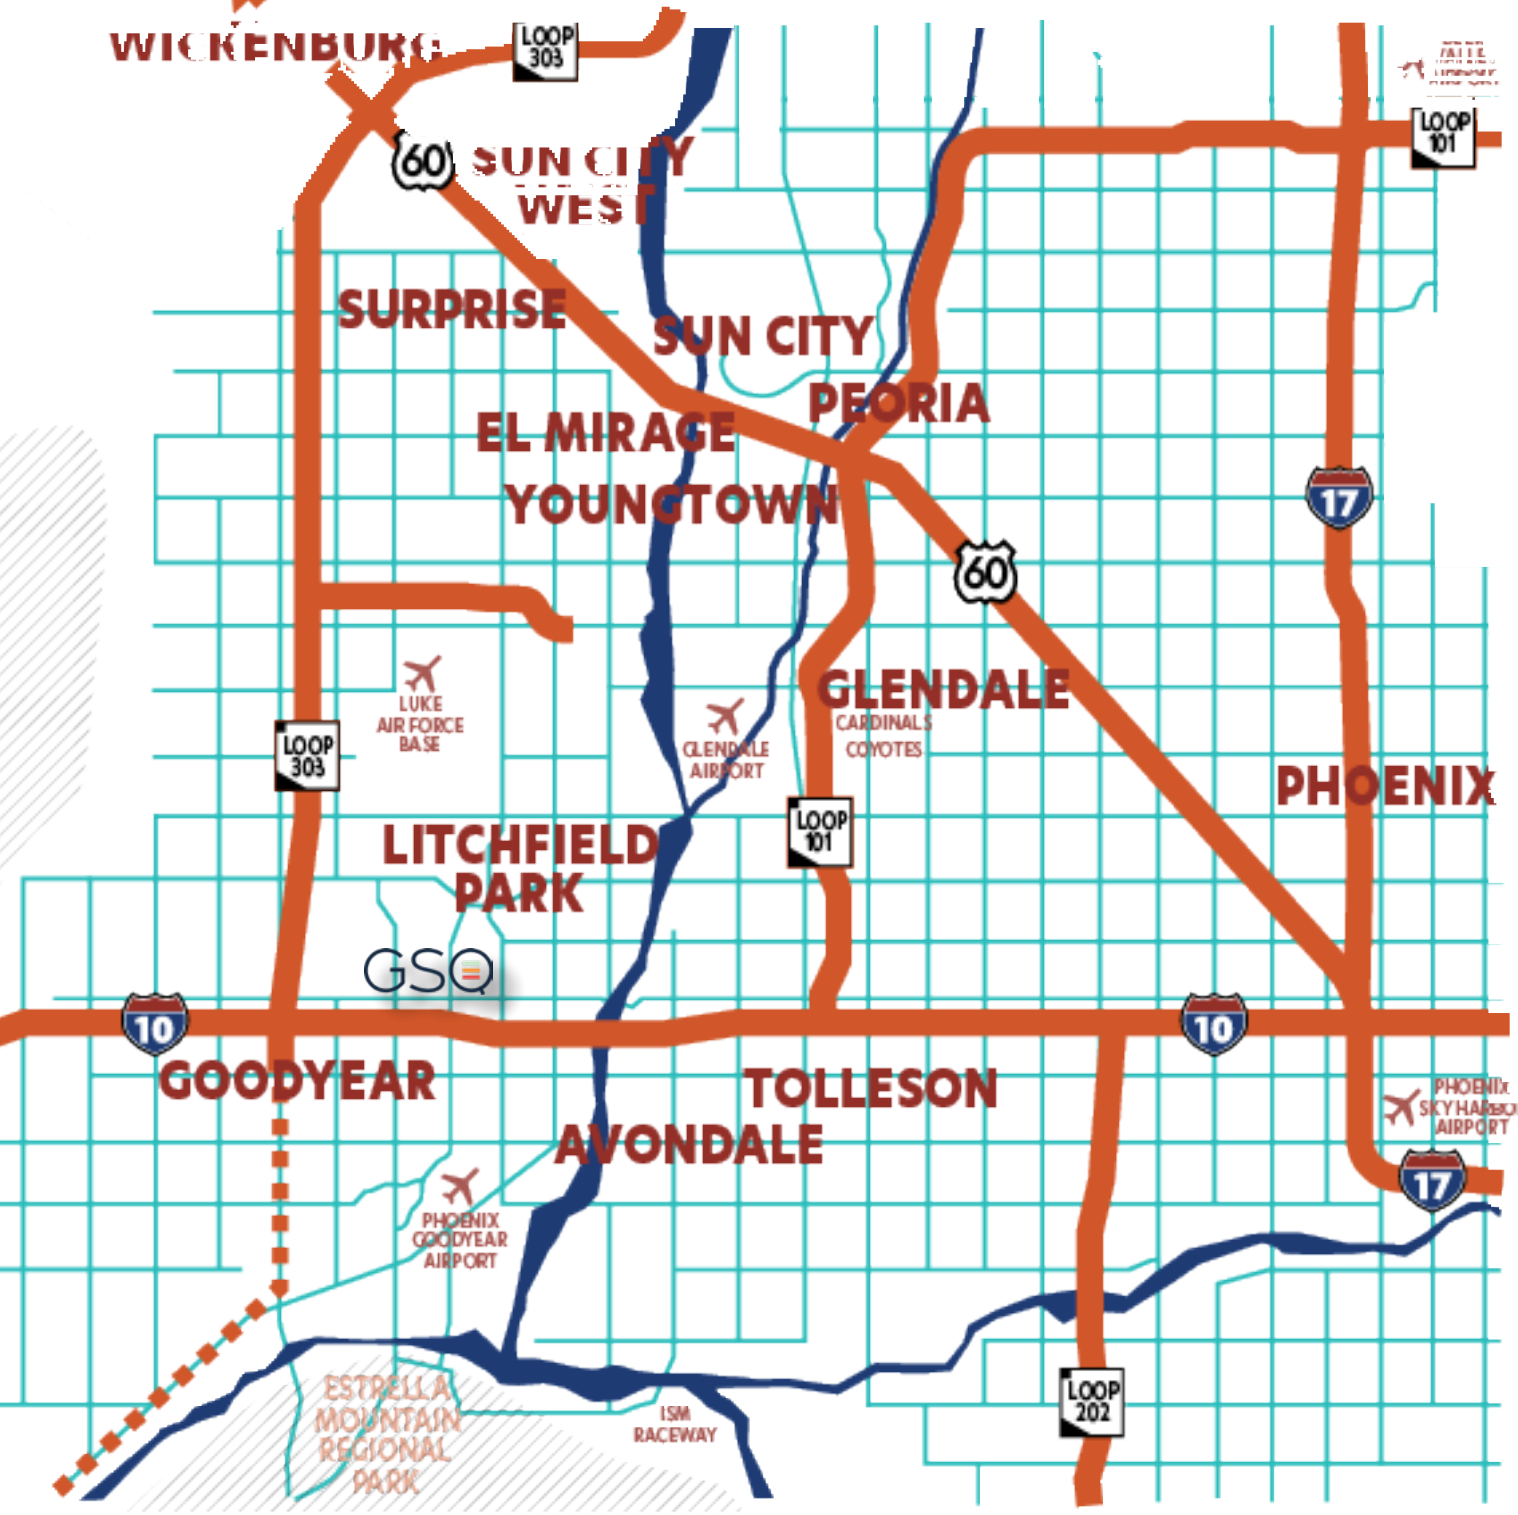 WICKENBURG
LOOP
303
LOOP
101
60
SUN CITY
WEST
SURPRISE
SUN CITY
PEORIA
EL MIRAGE
YOUNGTOWN
17
60
LUKE
AIR FORCE
BASE
GLENDALE
CARDINALS
COYOTES
GLENDALE
AIRPORT
LOOP
303
PHOENIX
LOOP
101
LITCHFIELD
PARK
GSQ
10
10
GOODYEAR
TOLLESON
AVONDALE
PHOENIX
SKY HARBO
AIRPORT
17
PHOENIX
GOODYEAR
AIRPORT
ESTRELLA
MOUNTAIN
REGIONAL
PARK
ISM
RACEWAY
LOOP
202